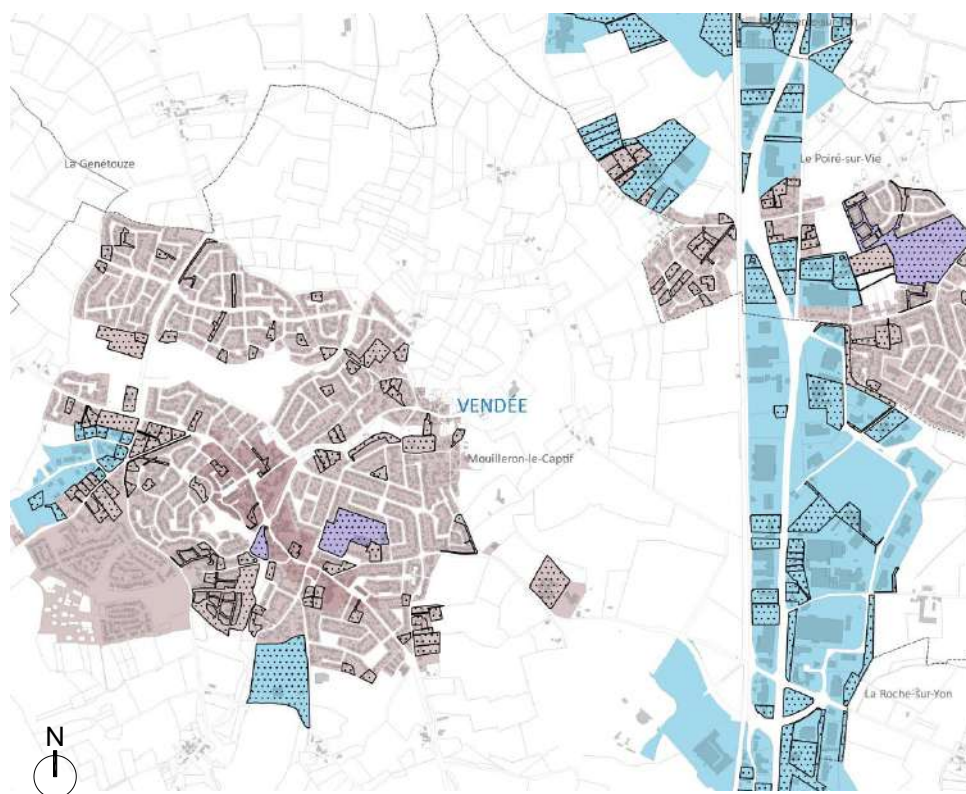 La Genétouze
Le Poiré-sur-Vie
VENDÉE
Mouilleron-le-Captif
La Roche-sur-Yon
N